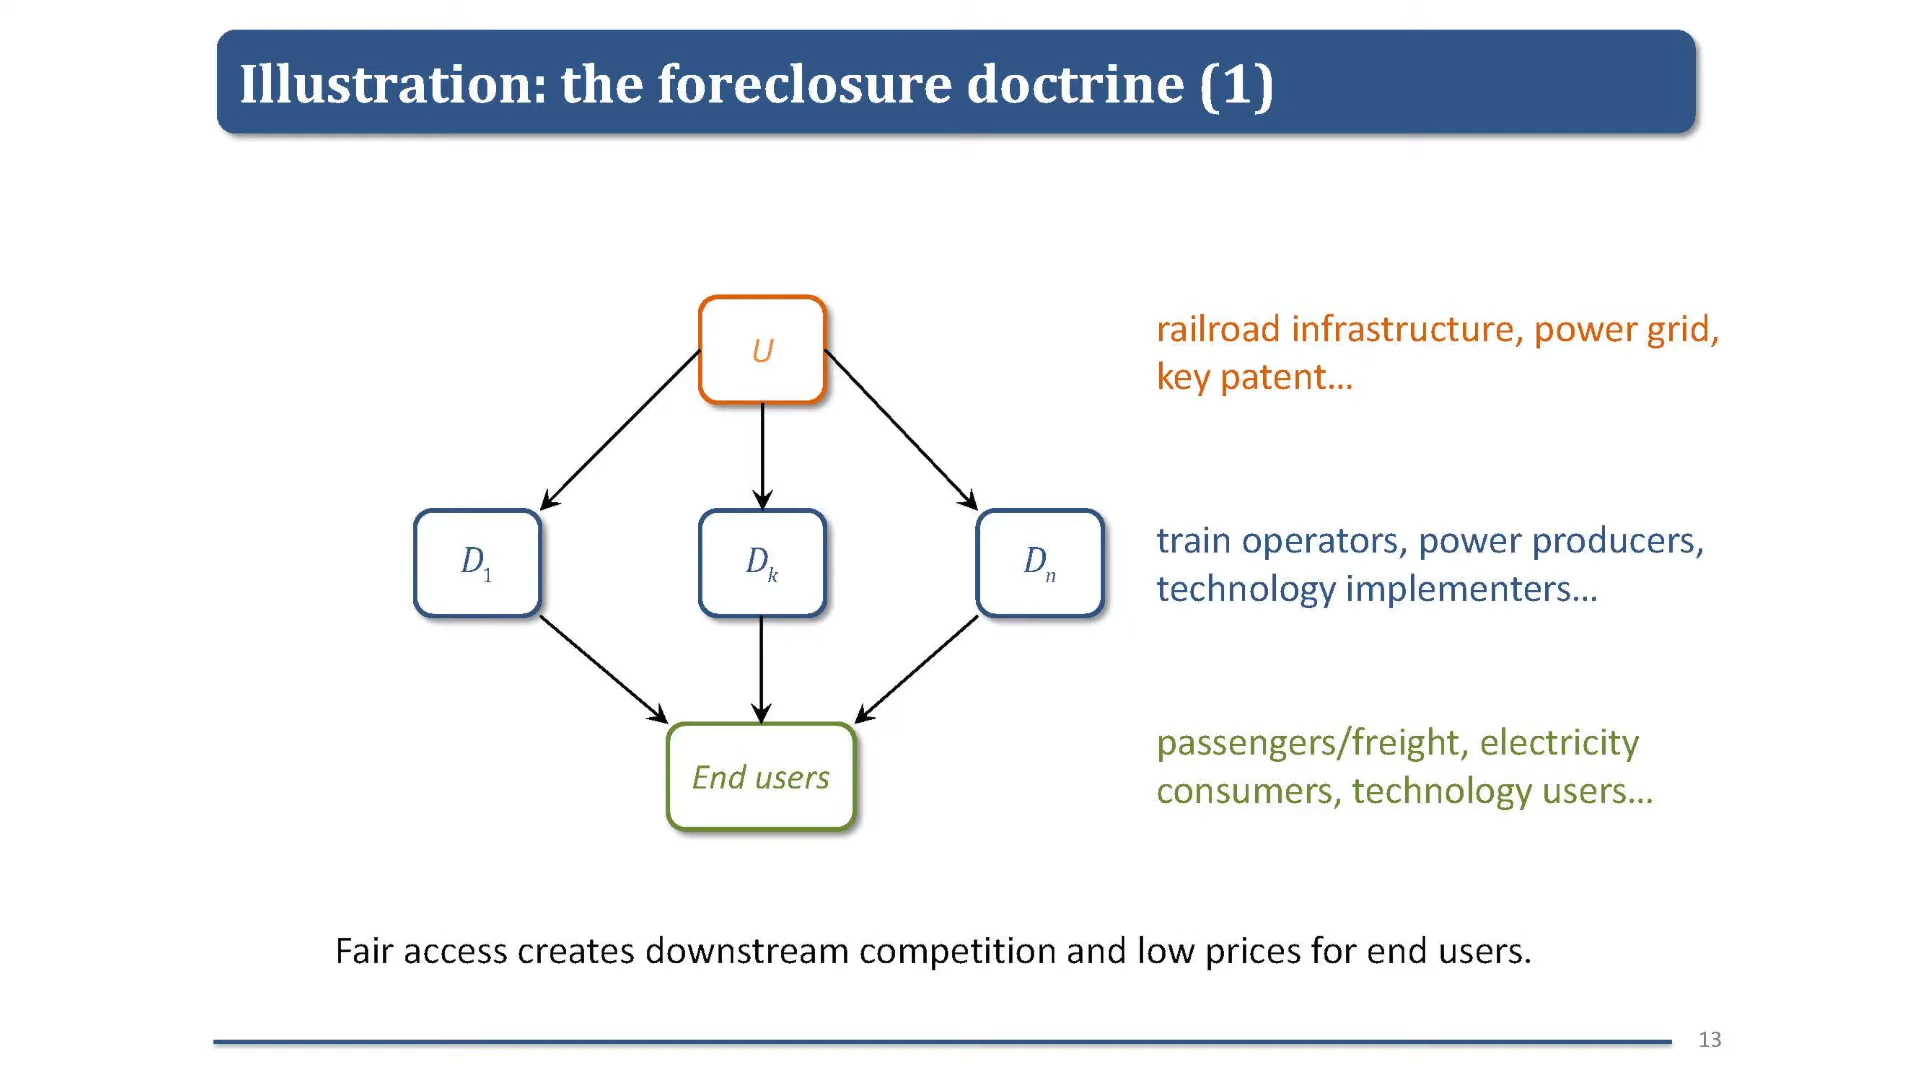 Illustration: the foreclosure doctrine (1)
U
railroad infrastructure, power grid,
key patent...
D1
Dk
Dn
train operators, power producers,
technology implementers...
End users
passengers/freight, electricity
consumers, technology users...
Fair access creates downstream competition and low prices for end users.
13